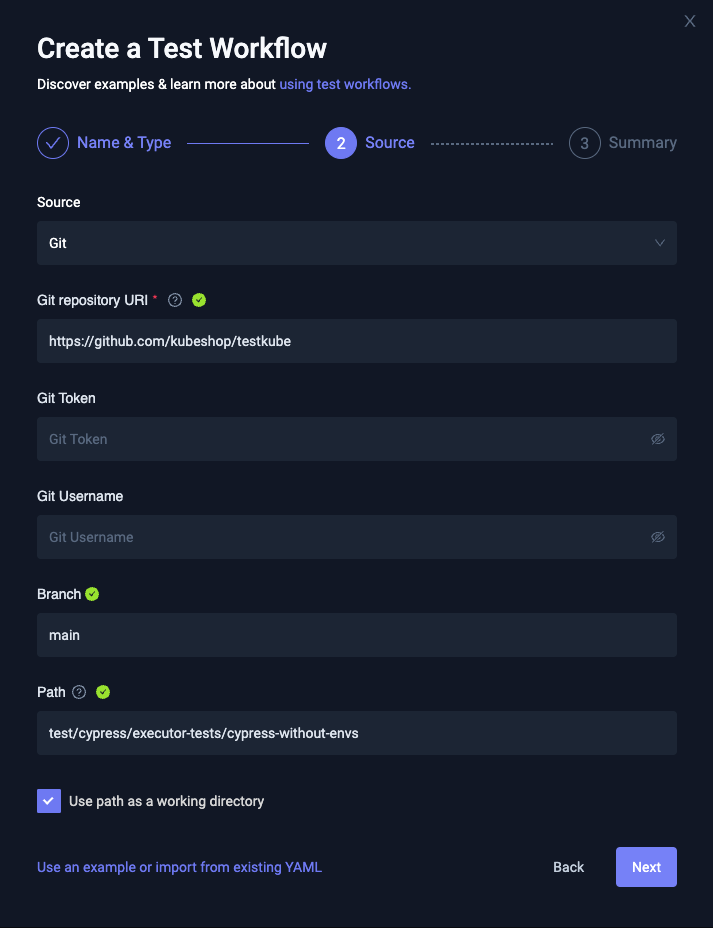 Create a Test Workflow
Discover examples & learn more about using test workflows.
Name & Type
2 Source
3 Summary
Source
Git
Git repository URI *
https://github.com/kubeshop/testkube
Git Token
Git Token
Git Username
Git Username
Branch
main
Path
test/cypress/executor-tests/cypress-without-envs
Use path as a working directory
Use an example or import from existing YAML
Back
Next